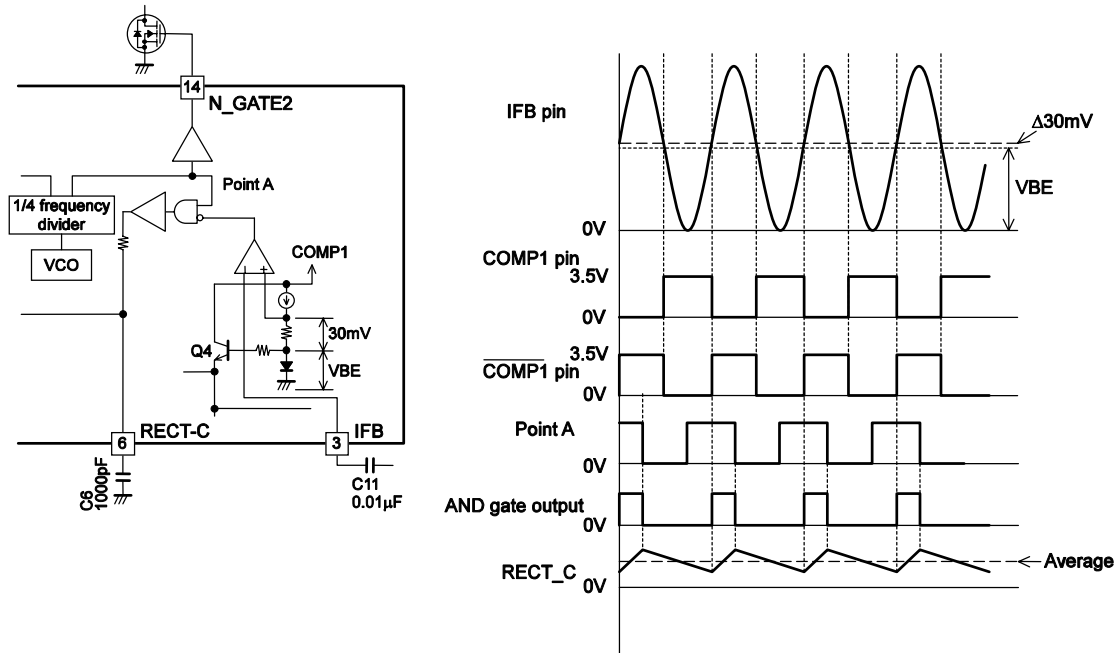 14
N_GATE2
Point A
1/4 frequency
divider
VCO
COMP1
30mV
VBE
Q4
RECT-C
IFB
6
3
C6
1000pF
C11
0.01μF
IFB pin
Δ30mV
VBE
0V
COMP1 pin
3.5V
0V
COMP1 pin
3.5V
0V
Point A
0V
AND gate output
0V
RECT_C
0V
Average